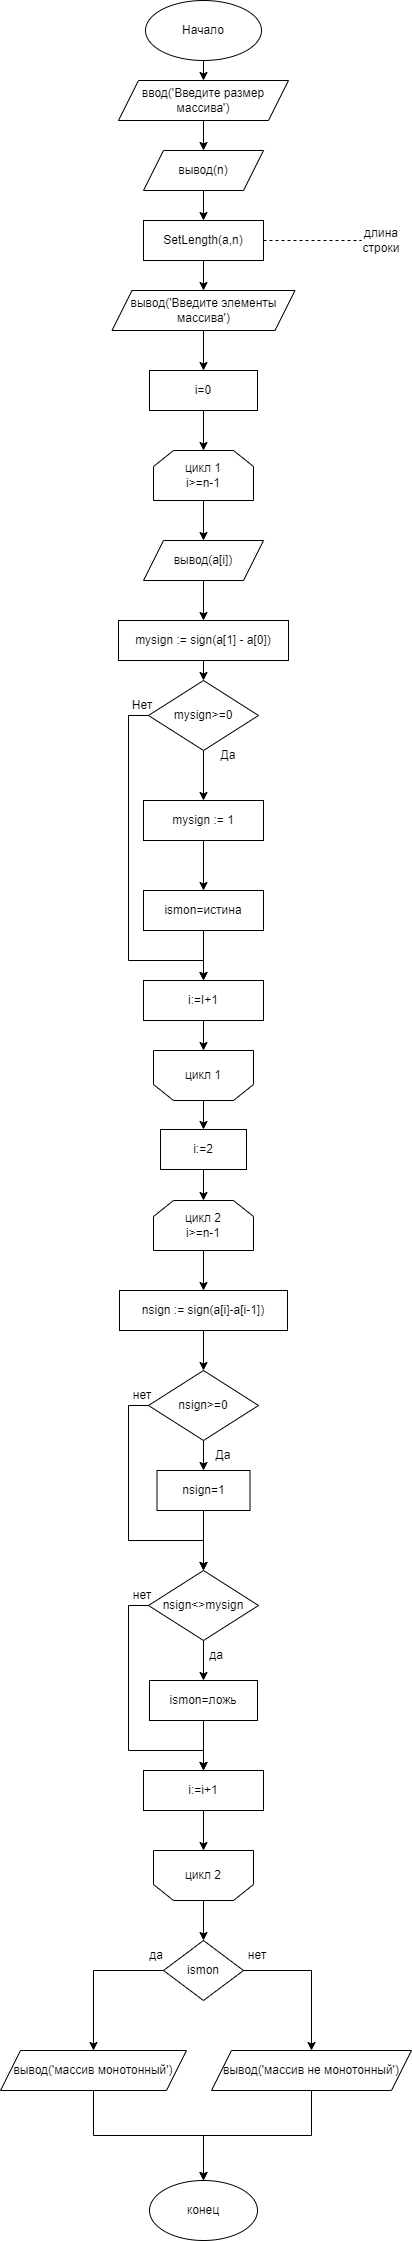 Начало
ввод('Введите размер
массива')
вывод(n)
SetLength(a,n)
длина
строки
вывод('Введите элементы
массива')
i=0
цикл 1
i>=n-1
вывод(a[i])
mysign := sign(a[1] - a[0])
Нет
mysign>=0
Да
mysign := 1
ismon=истина
i:=I+1
цикл 1
i:=2
цикл 2
i>=n-1
nsign := sign(a[i]-a[i-1])
нет
nsign>=0
Да
nsign=1
нет
nsign<>mysign
да
ismon=ложь
i:=i+1
цикл 2
да
ismon
нет
вывод('массив монотонный')
вывод('массив не монотонный')
конец